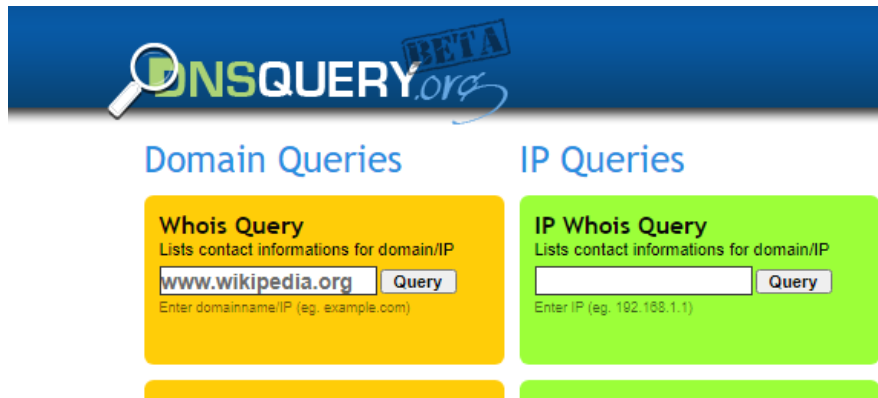 DNSQUERY.org BETA
Domain Queries
Whois Query
Lists contact informations for domain/IP
www.wikipedia.org Query
Enter domainname/IP (eg. example.com)
IP Queries
IP Whois Query
Lists contact informations for domain/IP
Query
Enter IP (eg. 192.168.1.1)